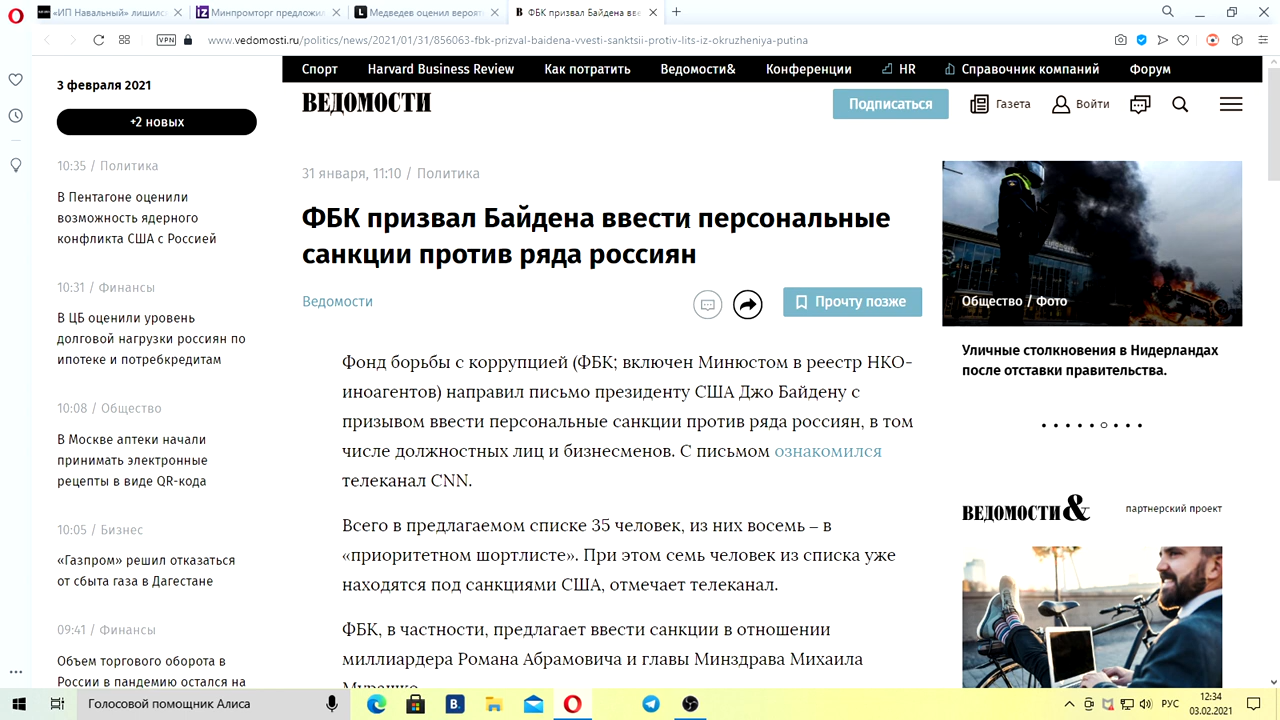 «ИП Навальный» лишилс
Минпромторг предложил
Медведев оценил вероят
ФБК призвал Байдена вве
VPN
www.vedomosti.ru/politics/news/2021/01/31/856063-fbk-prizval-baidena-vvesti-sanktsii-protiv-lits-iz-okruzheniya-putina
Спорт Harvard Business Review Как потратить Ведомости& Конференции HR Справочник компаний Форум
ВЕДОМОСТИ
Подписаться Газета Войти
3 февраля 2021
+2 новых
10:35 / Политика
В Пентагоне оценили
возможность ядерного
конфликта США с Россией
10:31 / Финансы
В ЦБ оценили уровень
долговой нагрузки россиян по
ипотеке и потребкредитам
10:08 / Общество
В Москве аптеки начали
принимать электронные
рецепты в виде QR-кода
10:05 / Бизнес
«Газпром» решил отказаться
от сбыта газа в Дагестане
09:41 / Финансы
Объем торгового оборота в
России в пандемию остался на
31 января, 11:10 / Политика
ФБК призвал Байдена ввести персональные
санкции против ряда россиян
Ведомости
Прочту позже
Фонд борьбы с коррупцией (ФБК; включен Минюстом в реестр НКО-
иноагентов) направил письмо президенту США Джо Байдену с
призывом ввести персональные санкции против ряда россиян, в том
числе должностных лиц и бизнесменов. С письмом ознакомился
телеканал CNN.
Всего в предлагаемом списке 35 человек, из них восемь – в
«приоритетном шортлисте». При этом семь человек из списка уже
находятся под санкциями США, отмечает телеканал.
ФБК, в частности, предлагает ввести санкции в отношении
миллиардера Романа Абрамовича и главы Минздрава Михаила
Мурашко
Общество / Фото
Уличные столкновения в Нидерландах
после отставки правительства.
ВЕДОМОСТИ&
партнерский проект
Голосовой помощник Алиса
РУС
12:34
03.02.2021